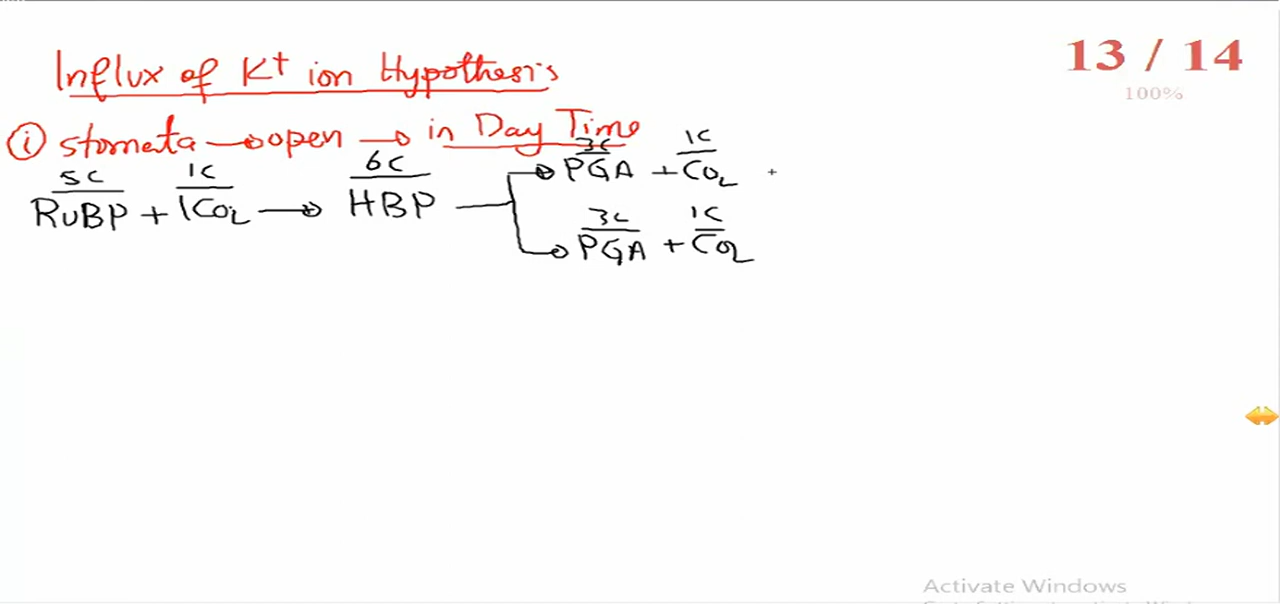 Influx of K+ ion Hypothesis
13 / 14
100%
i stomata → open → in Day Time
5C 1C 6C 3C 1C
RuBP + 1CO2 → HBP → PGA + CO2 +
3C 1C
→ PGA + CO2
Activate Windows